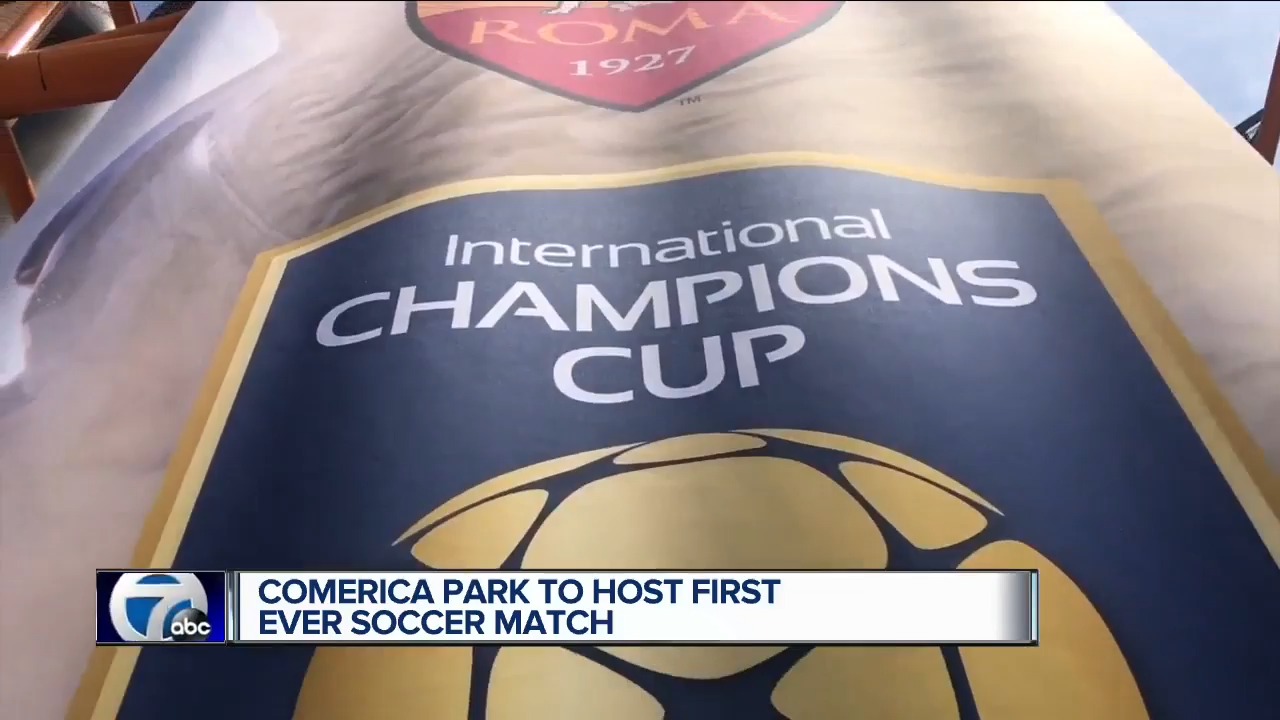 ROMA
1927
TM
International
CHAMPIONS
CUP
COMERICA PARK TO HOST FIRST
EVER SOCCER MATCH
7
abc